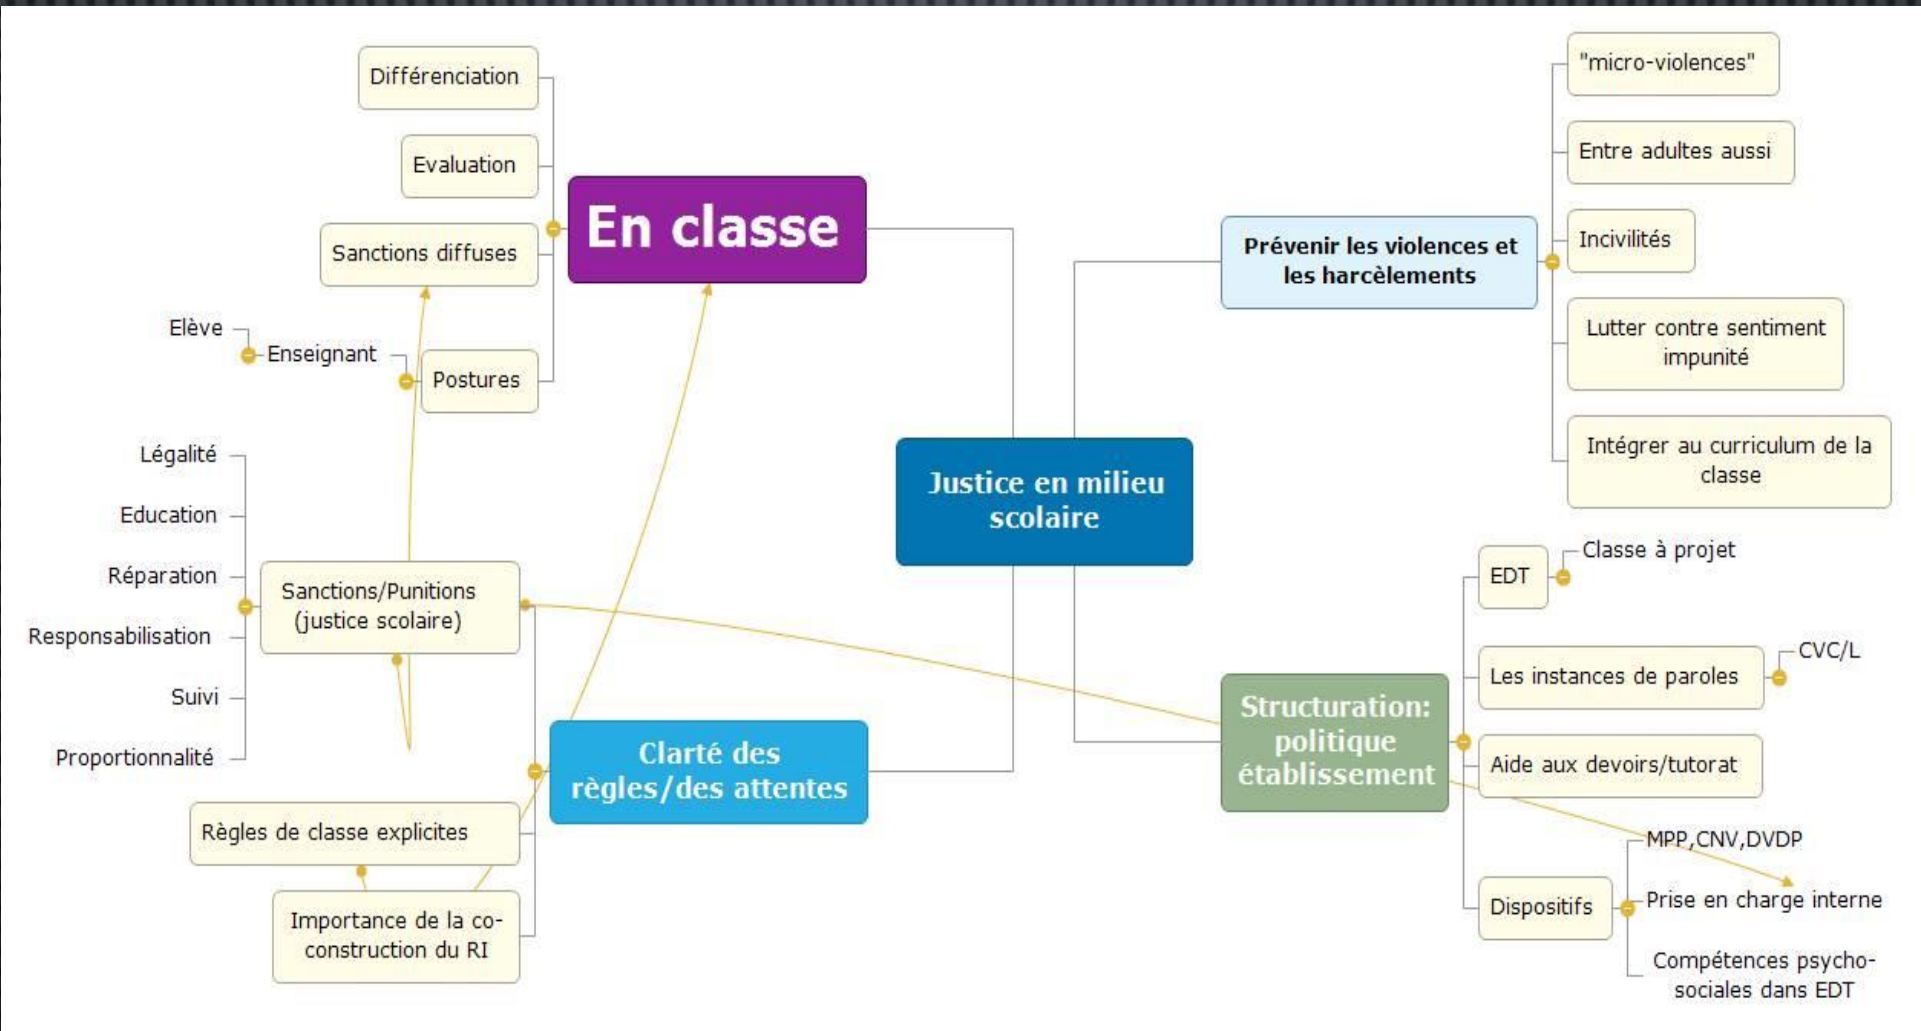 Différenciation
Evaluation
Sanctions diffuses
Elève
Enseignant
Postures
En classe
Légalité
Education
Réparation
Responsabilisation
Suivi
Proportionnalité
Sanctions/Punitions
(justice scolaire)
Règles de classe explicites
Importance de la co-
construction du RI
Clarté des
règles/des attentes
Justice en milieu
scolaire
Prévenir les violences et
les harcèlements
"micro-violences"
Entre adultes aussi
Incivilités
Lutter contre sentiment
impunité
Intégrer au curriculum de la
classe
Structuration:
politique
établissement
EDT
Classe à projet
Les instances de paroles
CVC/L
Aide aux devoirs/tutorat
Dispositifs
MPP,CNV,DVDP
Prise en charge interne
Compétences psycho-
sociales dans EDT